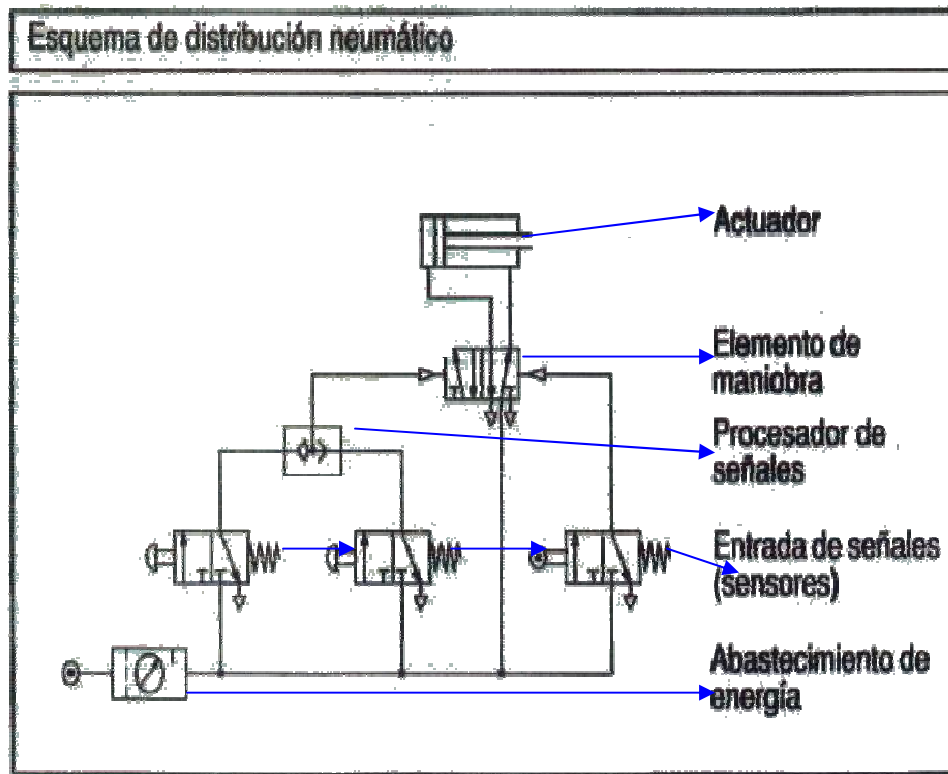 Esquema de distribución neumático
Actuador
Elemento de
maniobra
Procesador de
señales
Entrada de señales
(sensores)
Abastecimiento de
energía